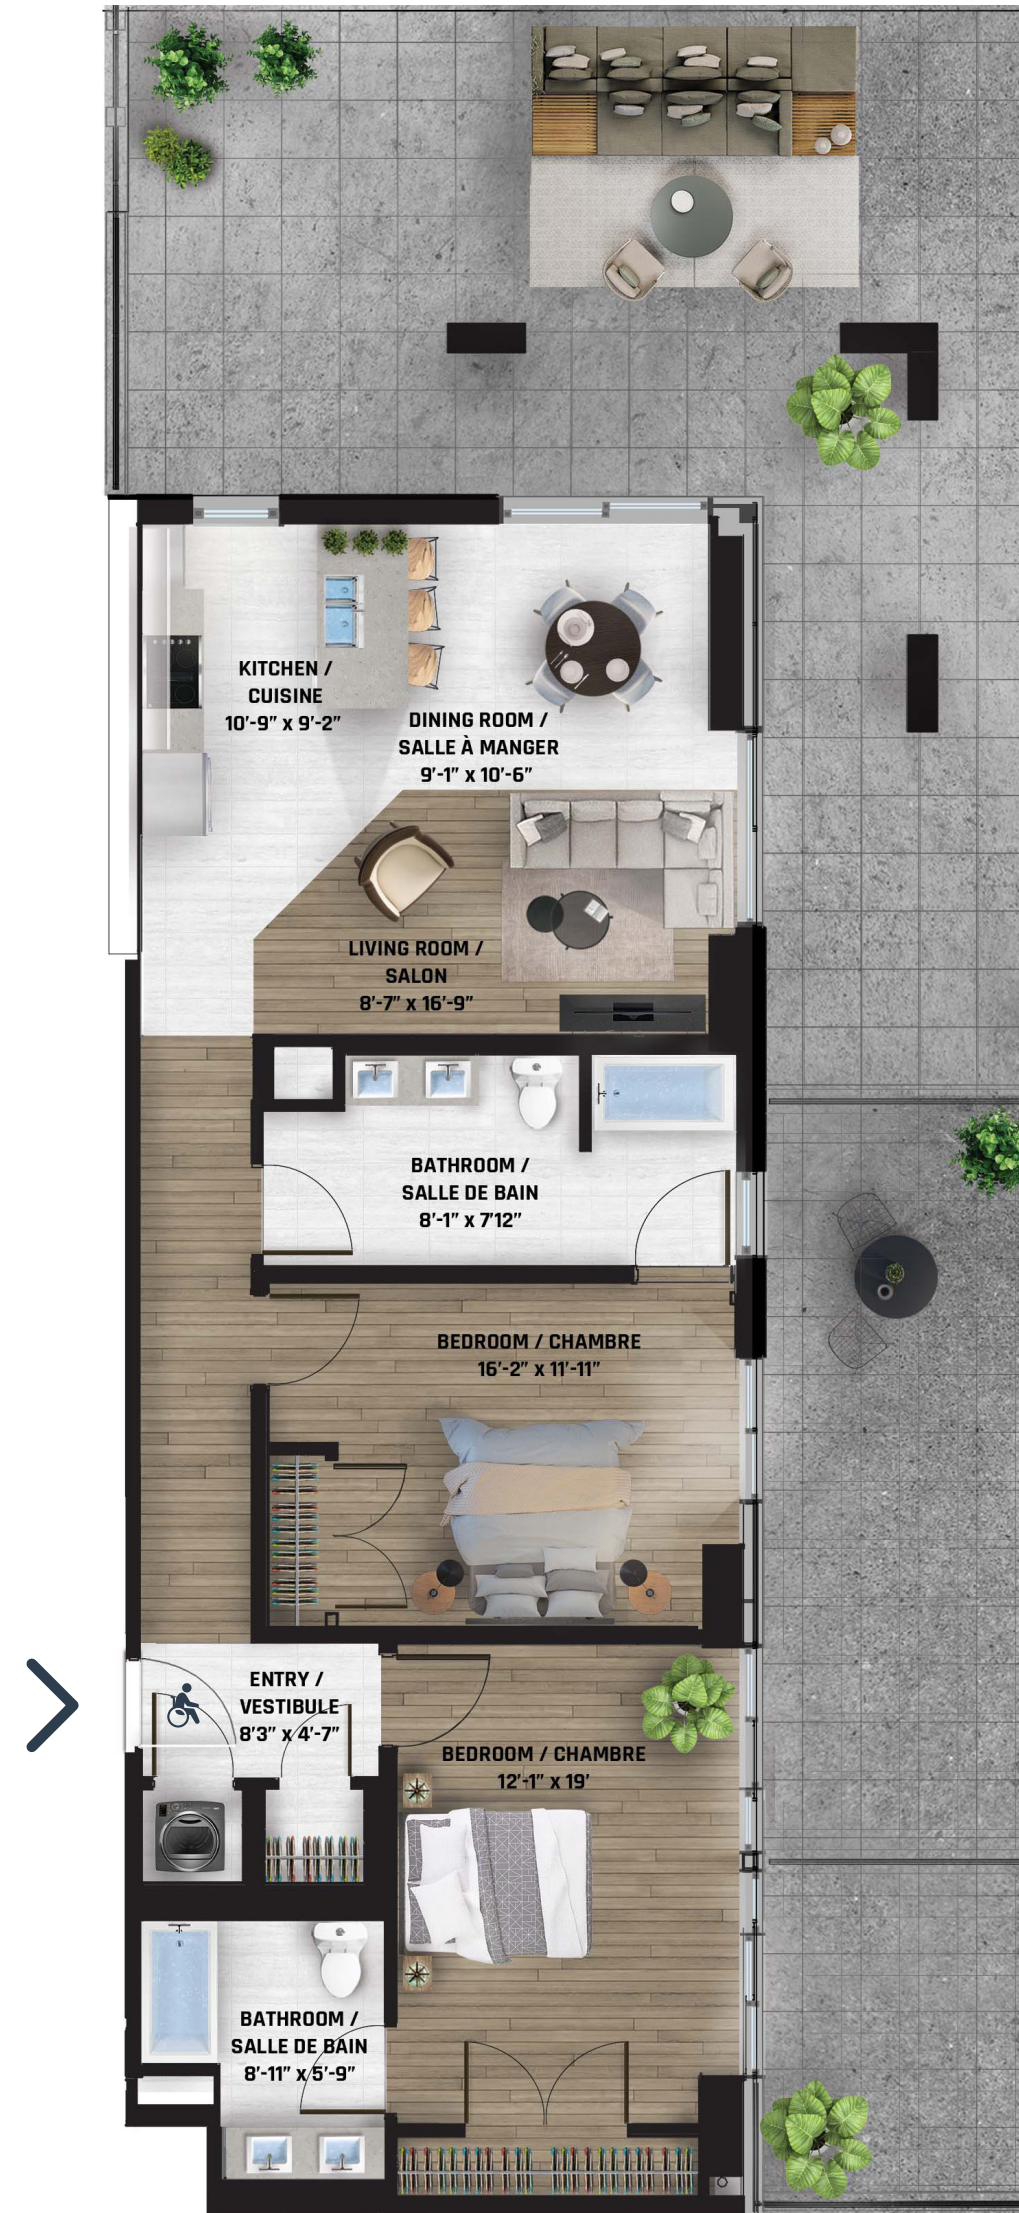 KITCHEN /
CUISINE
10'-9" x 9'-2"
DINING ROOM /
SALLE À MANGER
9'-1" x 10'-6"
LIVING ROOM /
SALON
8'-7" x 16'-9"
BATHROOM /
SALLE DE BAIN
8'-1" x 7'12"
BEDROOM / CHAMBRE
16'-2" x 11'-11"
ENTRY /
VESTIBULE
8'3" x 4'-7"
BEDROOM / CHAMBRE
12'-1" x 19'
BATHROOM /
SALLE DE BAIN
8'-11" x 5'-9"